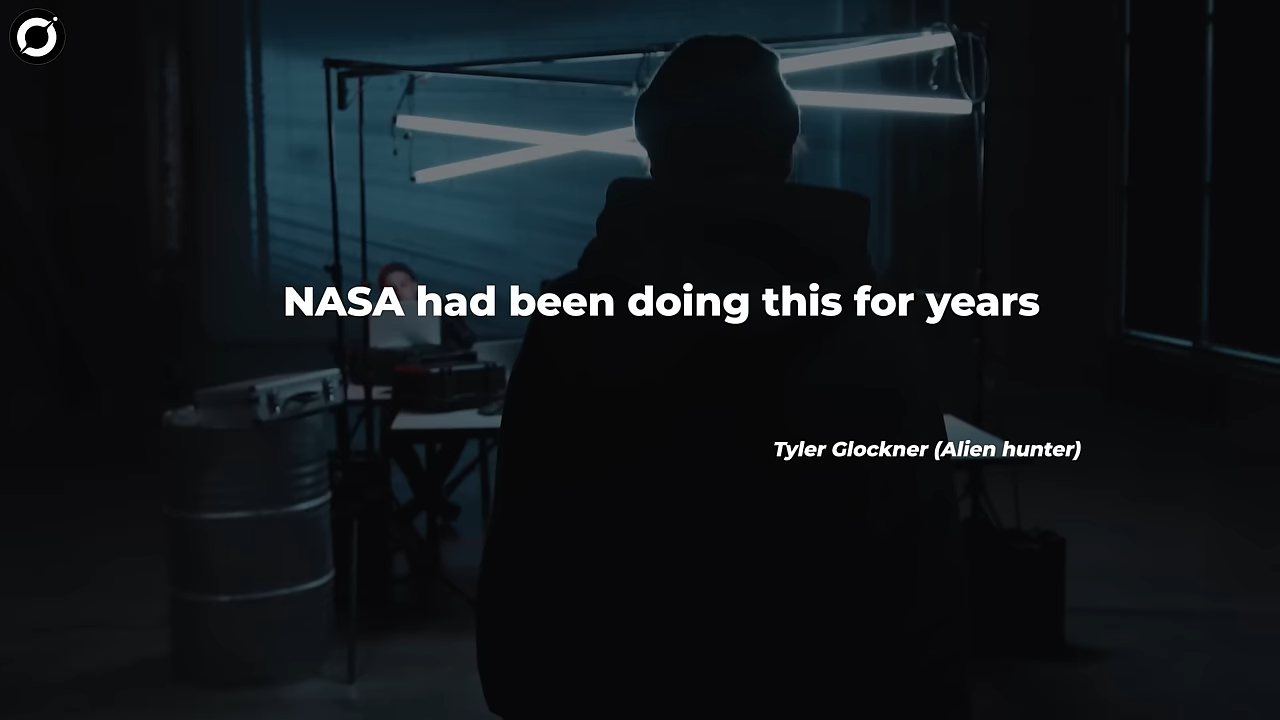 NASA had been doing this for years
Tyler Glockner (Alien hunter)